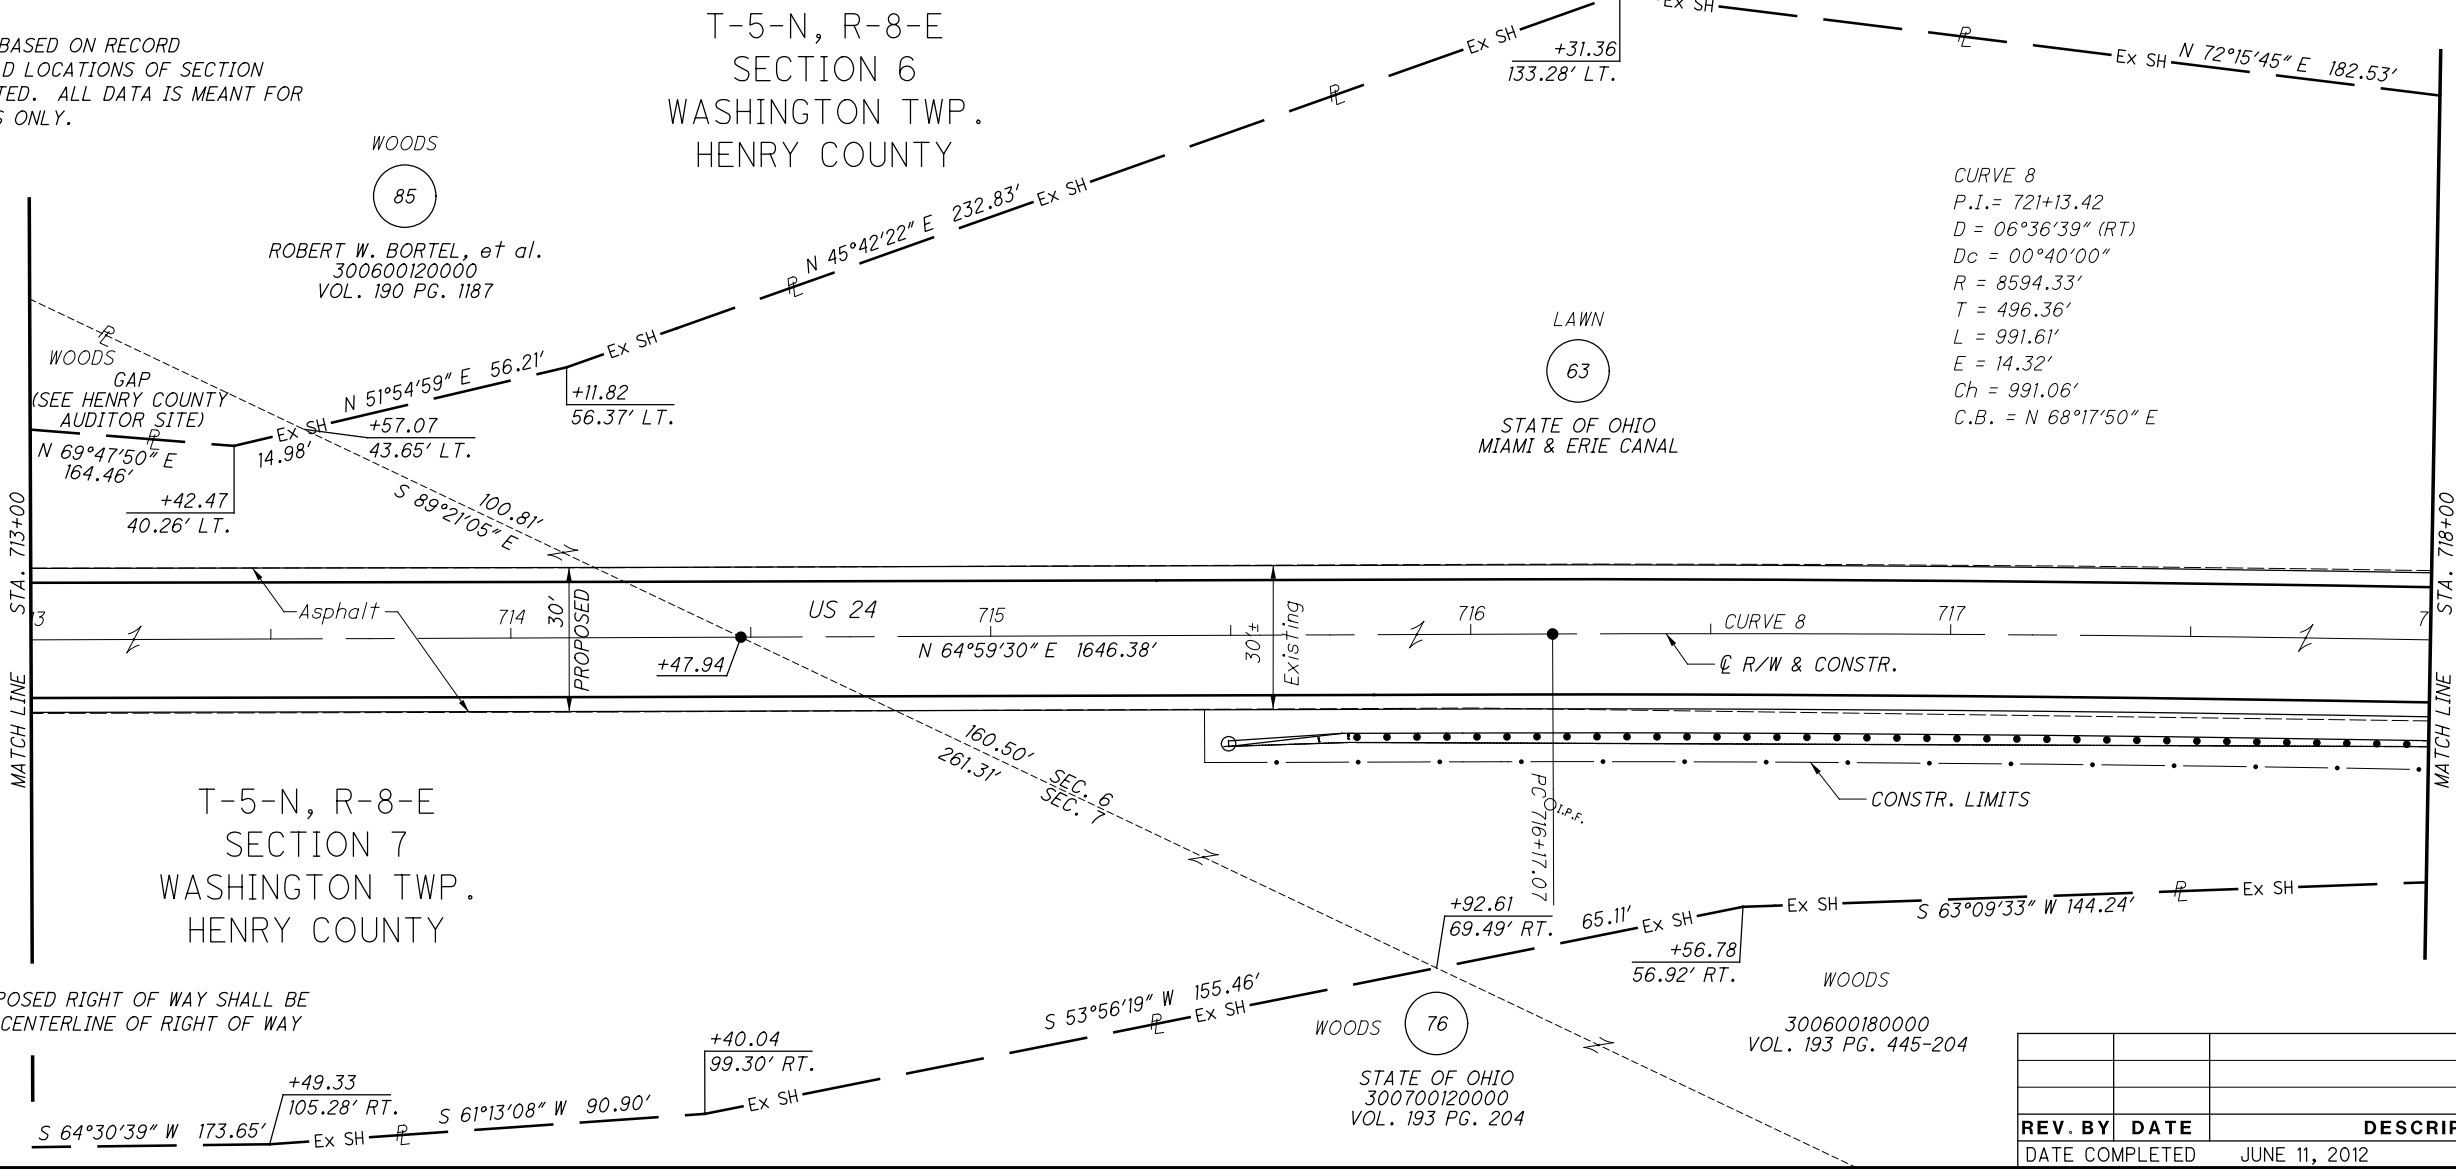 BASED ON RECORD
D LOCATIONS OF SECTION
TED. ALL DATA IS MEANT FOR
S ONLY.
T-5-N, R-8-E
SECTION 6
WASHINGTON TWP.
HENRY COUNTY
Ex SH
+31.36
133.28' LT.
Ex SH
PL
Ex SH
N 72°15'45" E 182.53'
WOODS
85
ROBERT W. BORTEL, et al.
300600120000
VOL. 190 PG. 1187
PL
Ex SH
N 45°42'22" E 232.83'
PL
Ex SH
CURVE 8
P.I.= 721+13.42
D = 06°36'39" (RT)
Dc = 00°40'00"
R = 8594.33'
T = 496.36'
L = 991.61'
E = 14.32'
Ch = 991.06'
C.B. = N 68°17'50" E
LAWN
63
STATE OF OHIO
MIAMI & ERIE CANAL
PL
WOODS
GAP
(SEE HENRY COUNTY
AUDITOR SITE)
PL
N 69°47'50" E
164.46'
Ex SH
14.98'
N 51°54'59" E 56.21'
+57.07
43.65' LT.
+11.82
56.37' LT.
+42.47
40.26' LT.
100.81'
S 89°21'05" E
MATCH LINE STA. 713+00
MATCH LINE STA. 718+00
13
Asphalt
714
30'
PROPOSED
US 24
715
N 64°59'30" E 1646.38'
+47.94
30'±
Existing
716
CURVE 8
717
7
CL R/W & CONSTR.
160.50'
261.31'
SEC. 6
SEC. 7
PC 716+17.07
I.P.F.
CONSTR. LIMITS
T-5-N, R-8-E
SECTION 7
WASHINGTON TWP.
HENRY COUNTY
+92.61
69.49' RT.
65.11'
Ex SH
+56.78
56.92' RT.
Ex SH
S 63°09'33" W 144.24'
PL
Ex SH
POSED RIGHT OF WAY SHALL BE
CENTERLINE OF RIGHT OF WAY
S 53°56'19" W 155.46'
PL
Ex SH
WOODS
76
STATE OF OHIO
300700120000
VOL. 193 PG. 204
WOODS
300600180000
VOL. 193 PG. 445-204
+49.33
105.28' RT.
+40.04
99.30' RT.
S 64°30'39" W 173.65'
Ex SH
PL
S 61°13'08" W 90.90'
Ex SH
REV. BY DATE DESCRIP
DATE COMPLETED JUNE 11, 2012